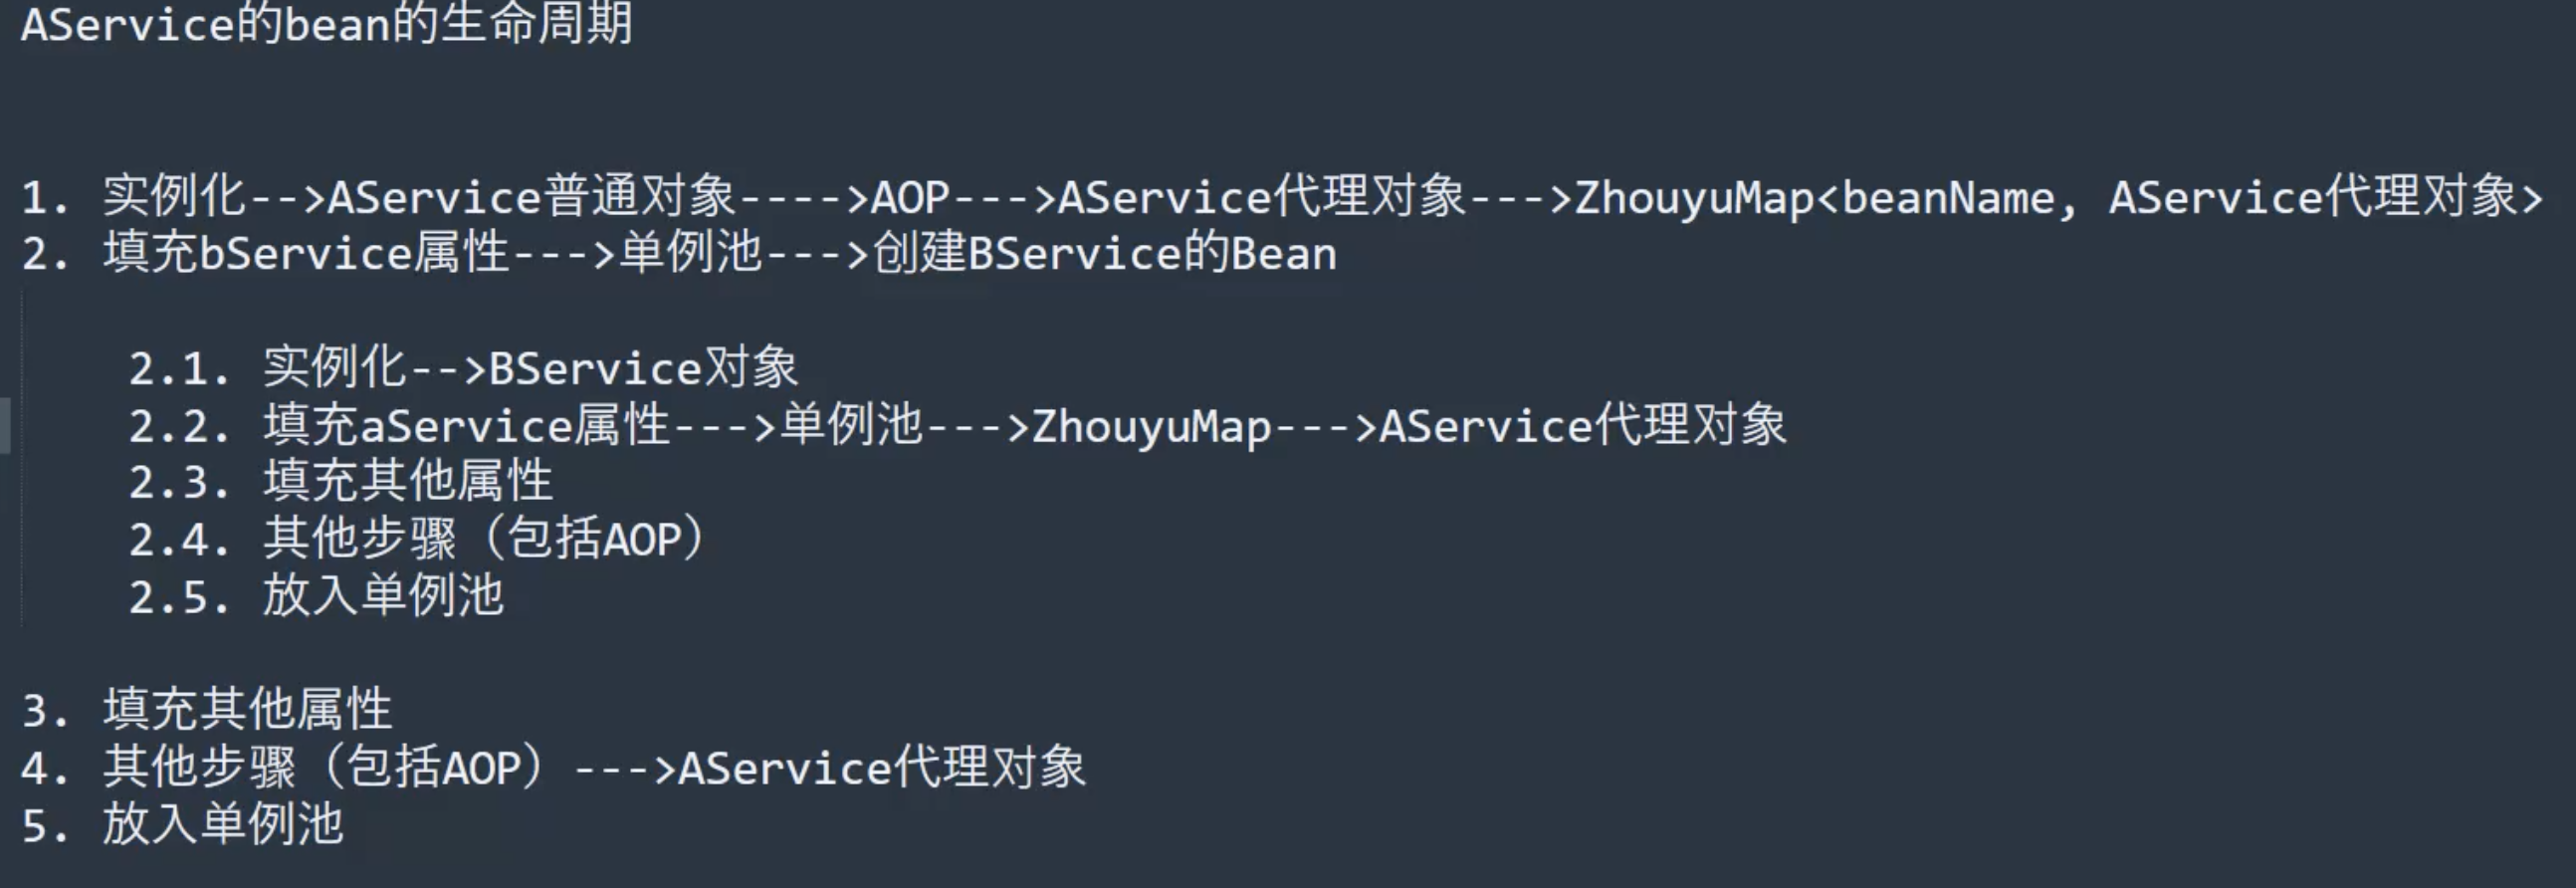 AService的bean的生命周期
1. 实例化-->AService普通对象---->AOP--->AService代理对象--->ZhouyuMap<beanName, AService代理对象>
2. 填充bService属性--->单例池--->创建BService的Bean
2.1. 实例化-->BService对象
2.2. 填充aService属性--->单例池--->ZhouyuMap--->AService代理对象
2.3. 填充其他属性
2.4. 其他步骤（包括AOP）
2.5. 放入单例池
3. 填充其他属性
4. 其他步骤（包括AOP）--->AService代理对象
5. 放入单例池